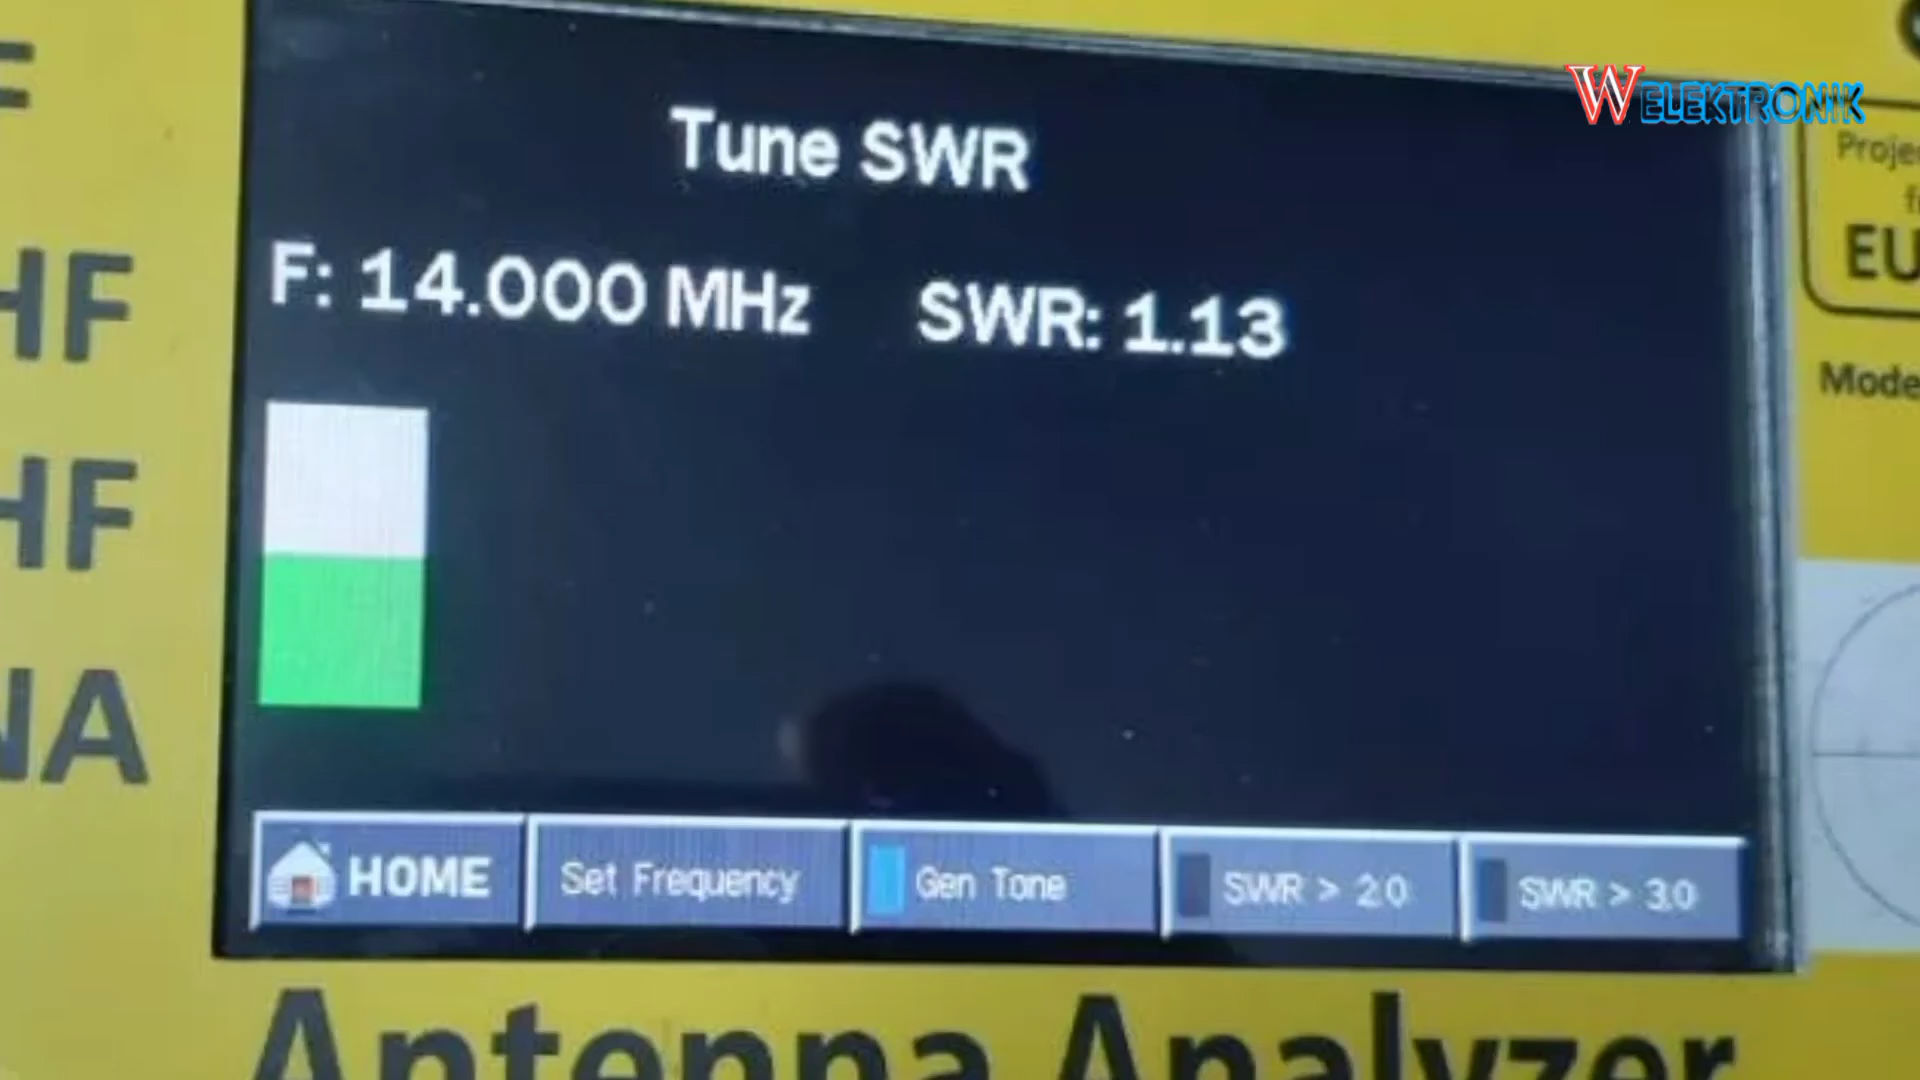 WELEKTRONIK
Tune SWR
F: 14.000 MHz SWR: 1.13
HOME
Set Frequency
Gen Tone
SWR > 2.0
SWR > 3.0
Antenna Analyzer
F
HF
HF
NA
Projec
f
EU
Mode